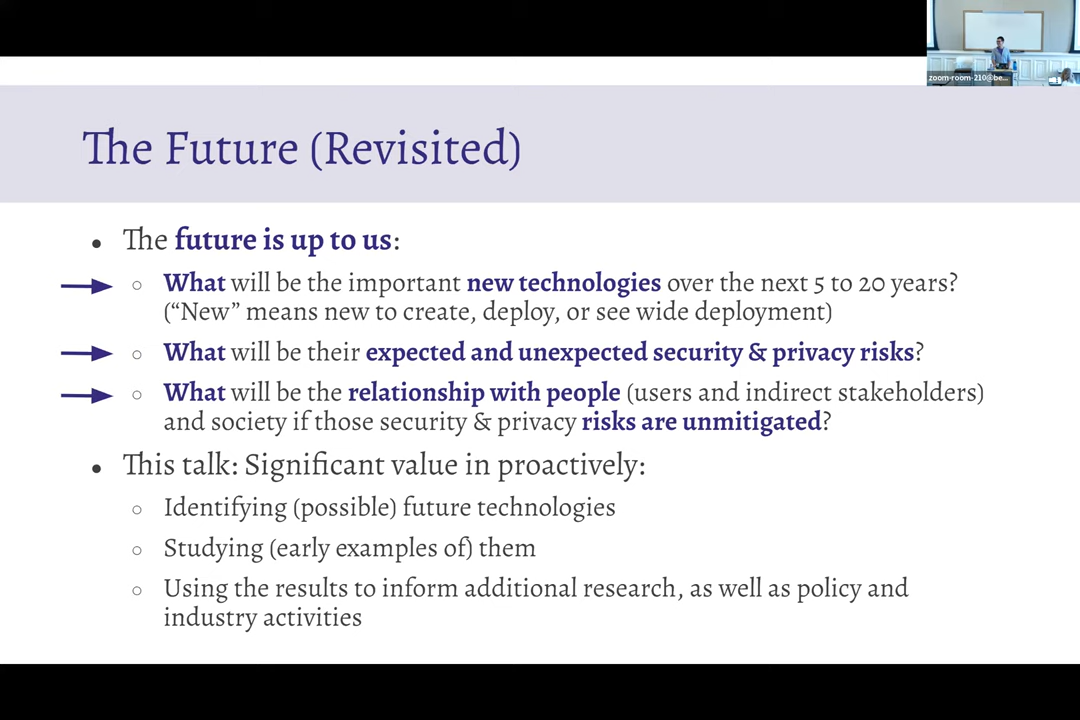 zoom-room-210@be...
The Future (Revisited)
• The future is up to us:
○ What will be the important new technologies over the next 5 to 20 years?
(“New” means new to create, deploy, or see wide deployment)
○ What will be their expected and unexpected security & privacy risks?
○ What will be the relationship with people (users and indirect stakeholders)
and society if those security & privacy risks are unmitigated?
• This talk: Significant value in proactively:
○ Identifying (possible) future technologies
○ Studying (early examples of) them
○ Using the results to inform additional research, as well as policy and
industry activities